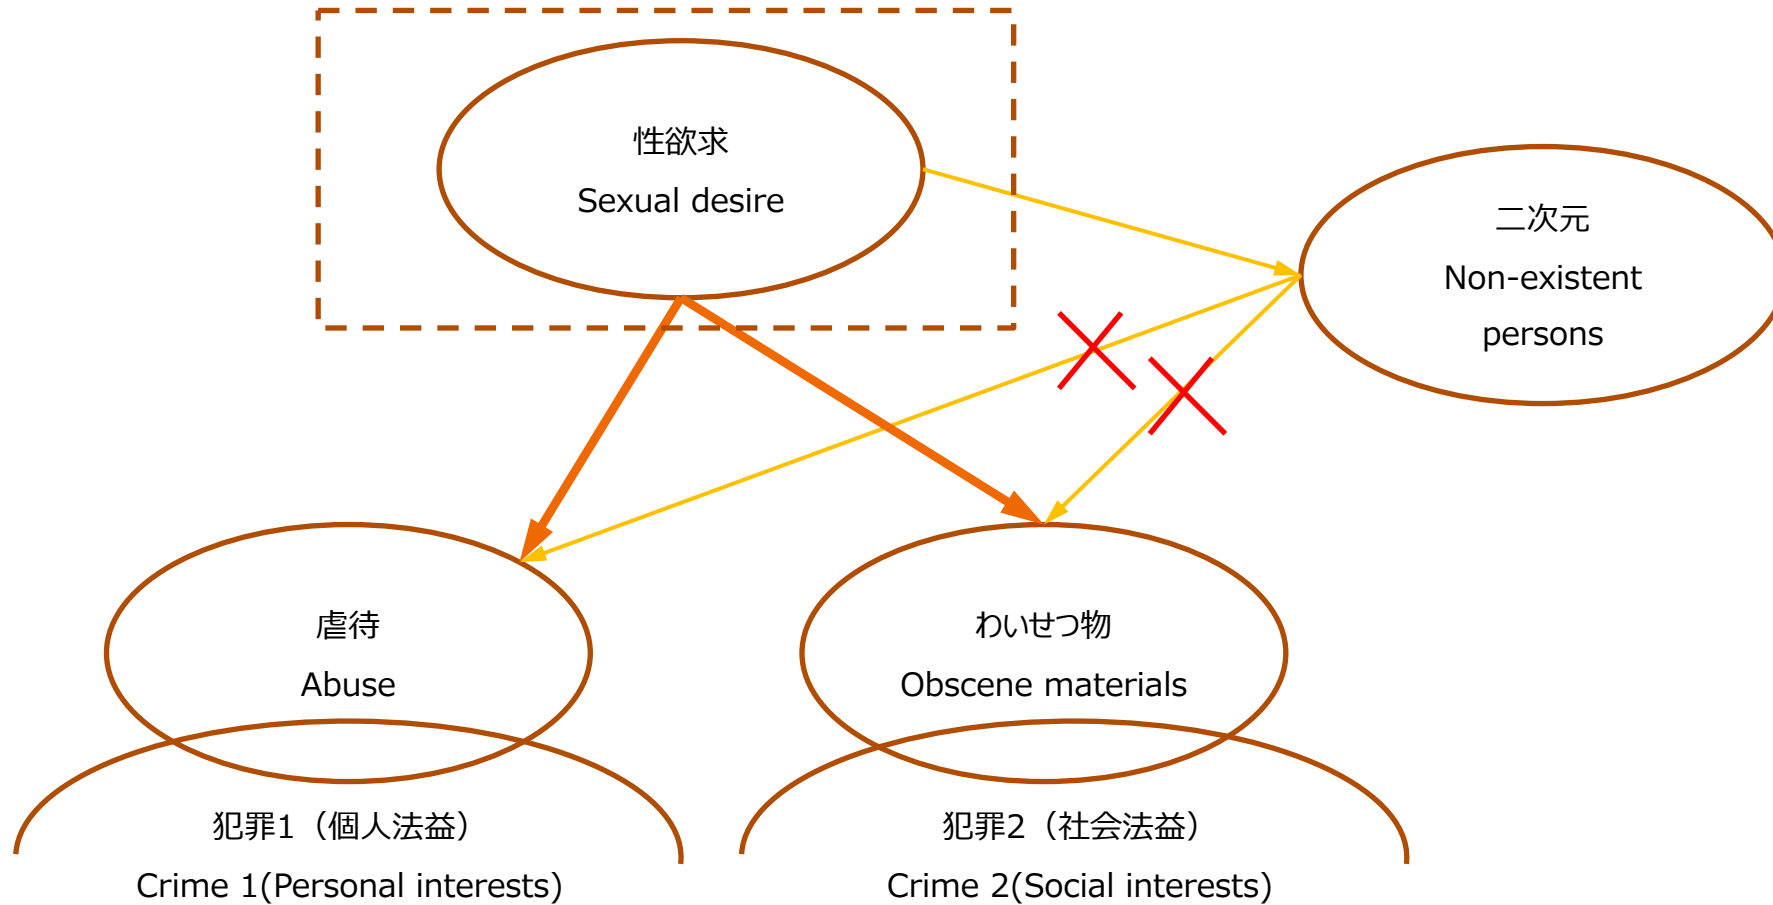 性欲求
Sexual desire
二次元
Non-existent
persons
虐待
Abuse
わいせつ物
Obscene materials
犯罪1（個人法益）
Crime 1(Personal interests)
犯罪2（社会法益）
Crime 2(Social interests)